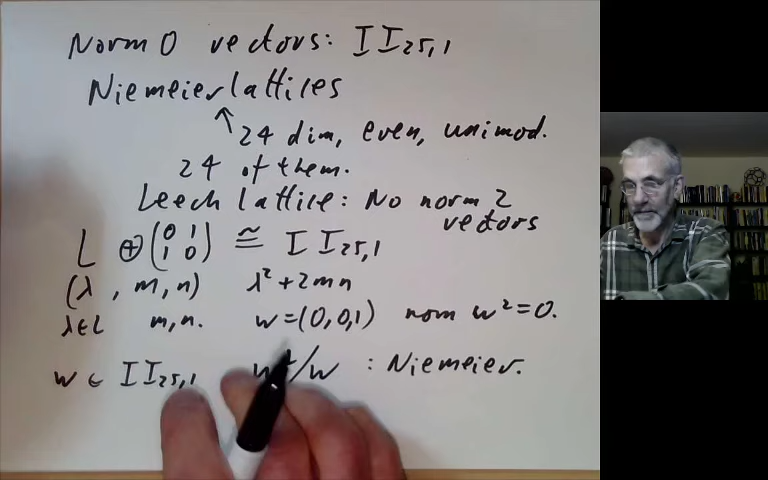 Norm 0 vectors: II₂₅,₁
Niemeier lattices
↑ 24 dim, even, unimod.
24 of them.
Leech lattice: No norm 2
vectors
L ⊕ (0 1 1 0) ≅ II₂₅,₁
(λ, m, n) λ² + 2mn
λ∈L m,n. w=(0,0,1) norm w²=0.
w ∈ II₂₅,₁ w⊥/w : Niemeier.